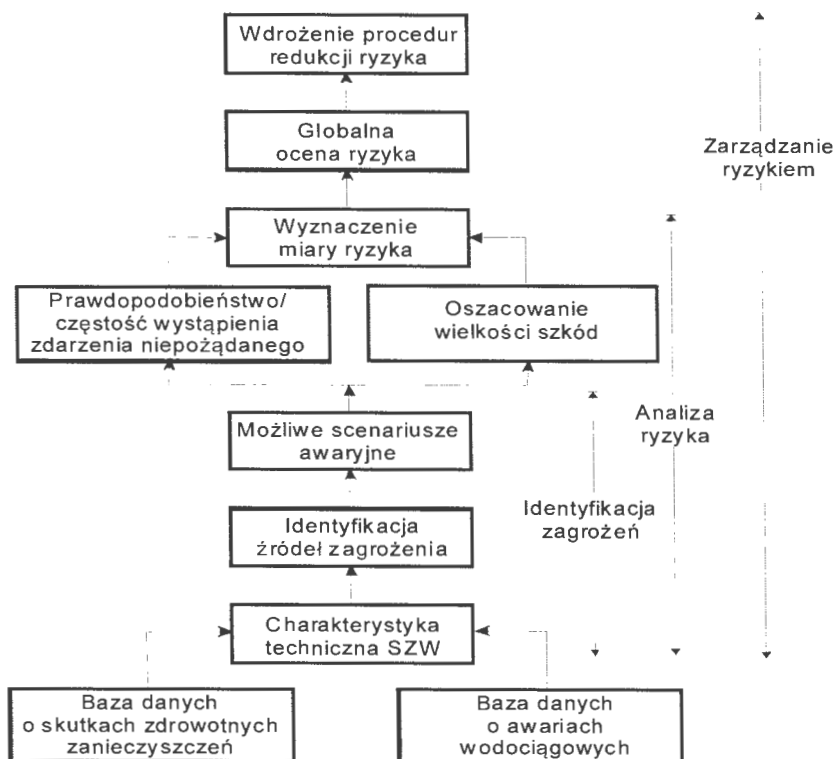 Wdrożenie procedur
redukcji ryzyka
Globalna
ocena ryzyka
Zarządzanie
ryzykiem
Wyznaczenie
miary ryzyka
Prawdopodobieństwo/
częstość wystąpienia
zdarzenia niepożądanego
Oszacowanie
wielkości szkód
Możliwe scenariusze
awaryjne
Analiza
ryzyka
Identyfikacja
źródeł zagrożenia
Identyfikacja
zagrożeń
Charakterystyka
techniczna SZW
Baza danych
o skutkach zdrowotnych
zanieczyszczeń
Baza danych
o awariach
wodociągowych